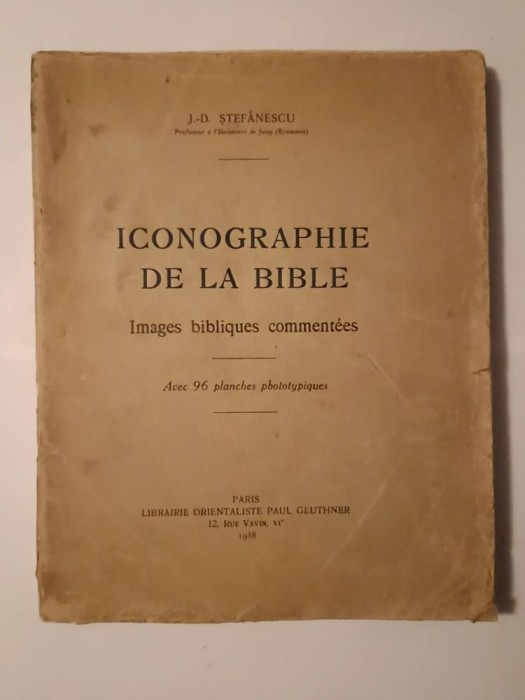 J.-D. ȘTEFĂNESCU
Professeur à l'Université de Jassy (Roumanie)
ICONOGRAPHIE
DE LA BIBLE
Images bibliques commentées
Avec 96 planches phototypiques
PARIS
LIBRAIRIE ORIENTALISTE PAUL GEUTHNER
12, RUE VAVIN, VIᵉ
1938